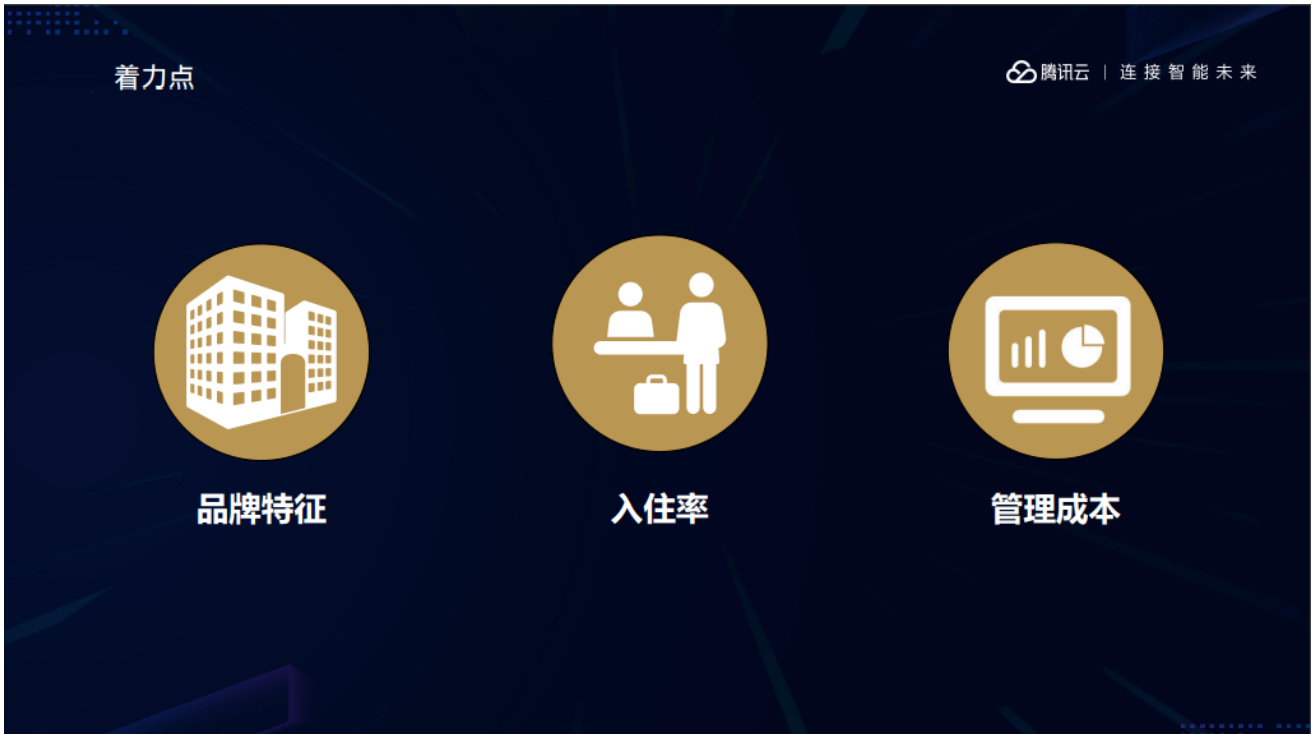 着力点
腾讯云 | 连接智能未来
品牌特征
入住率
管理成本